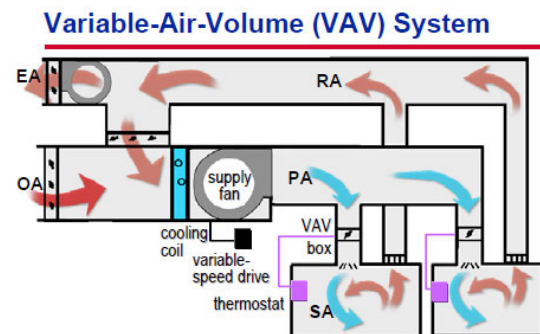 Variable-Air-Volume (VAV) System
EA
RA
OA
supply
fan
PA
cooling
coil
variable-
speed drive
VAV
box
thermostat
SA